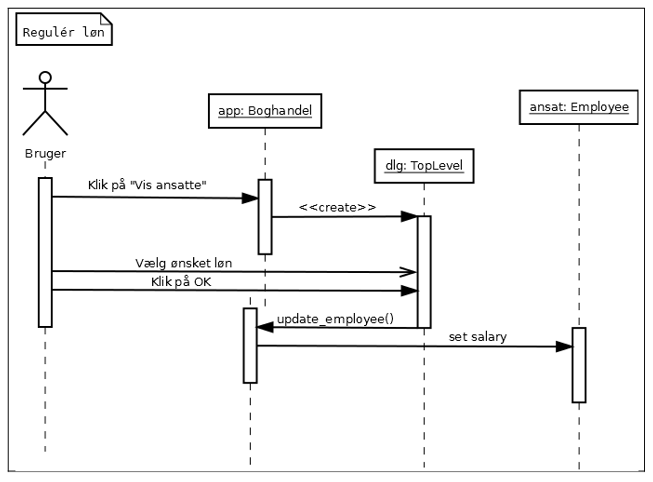 Regulér løn
Bruger
app: Boghandel
dlg: TopLevel
ansat: Employee
Klik på "Vis ansatte"
<<create>>
Vælg ønsket løn
Klik på OK
update_employee()
set salary